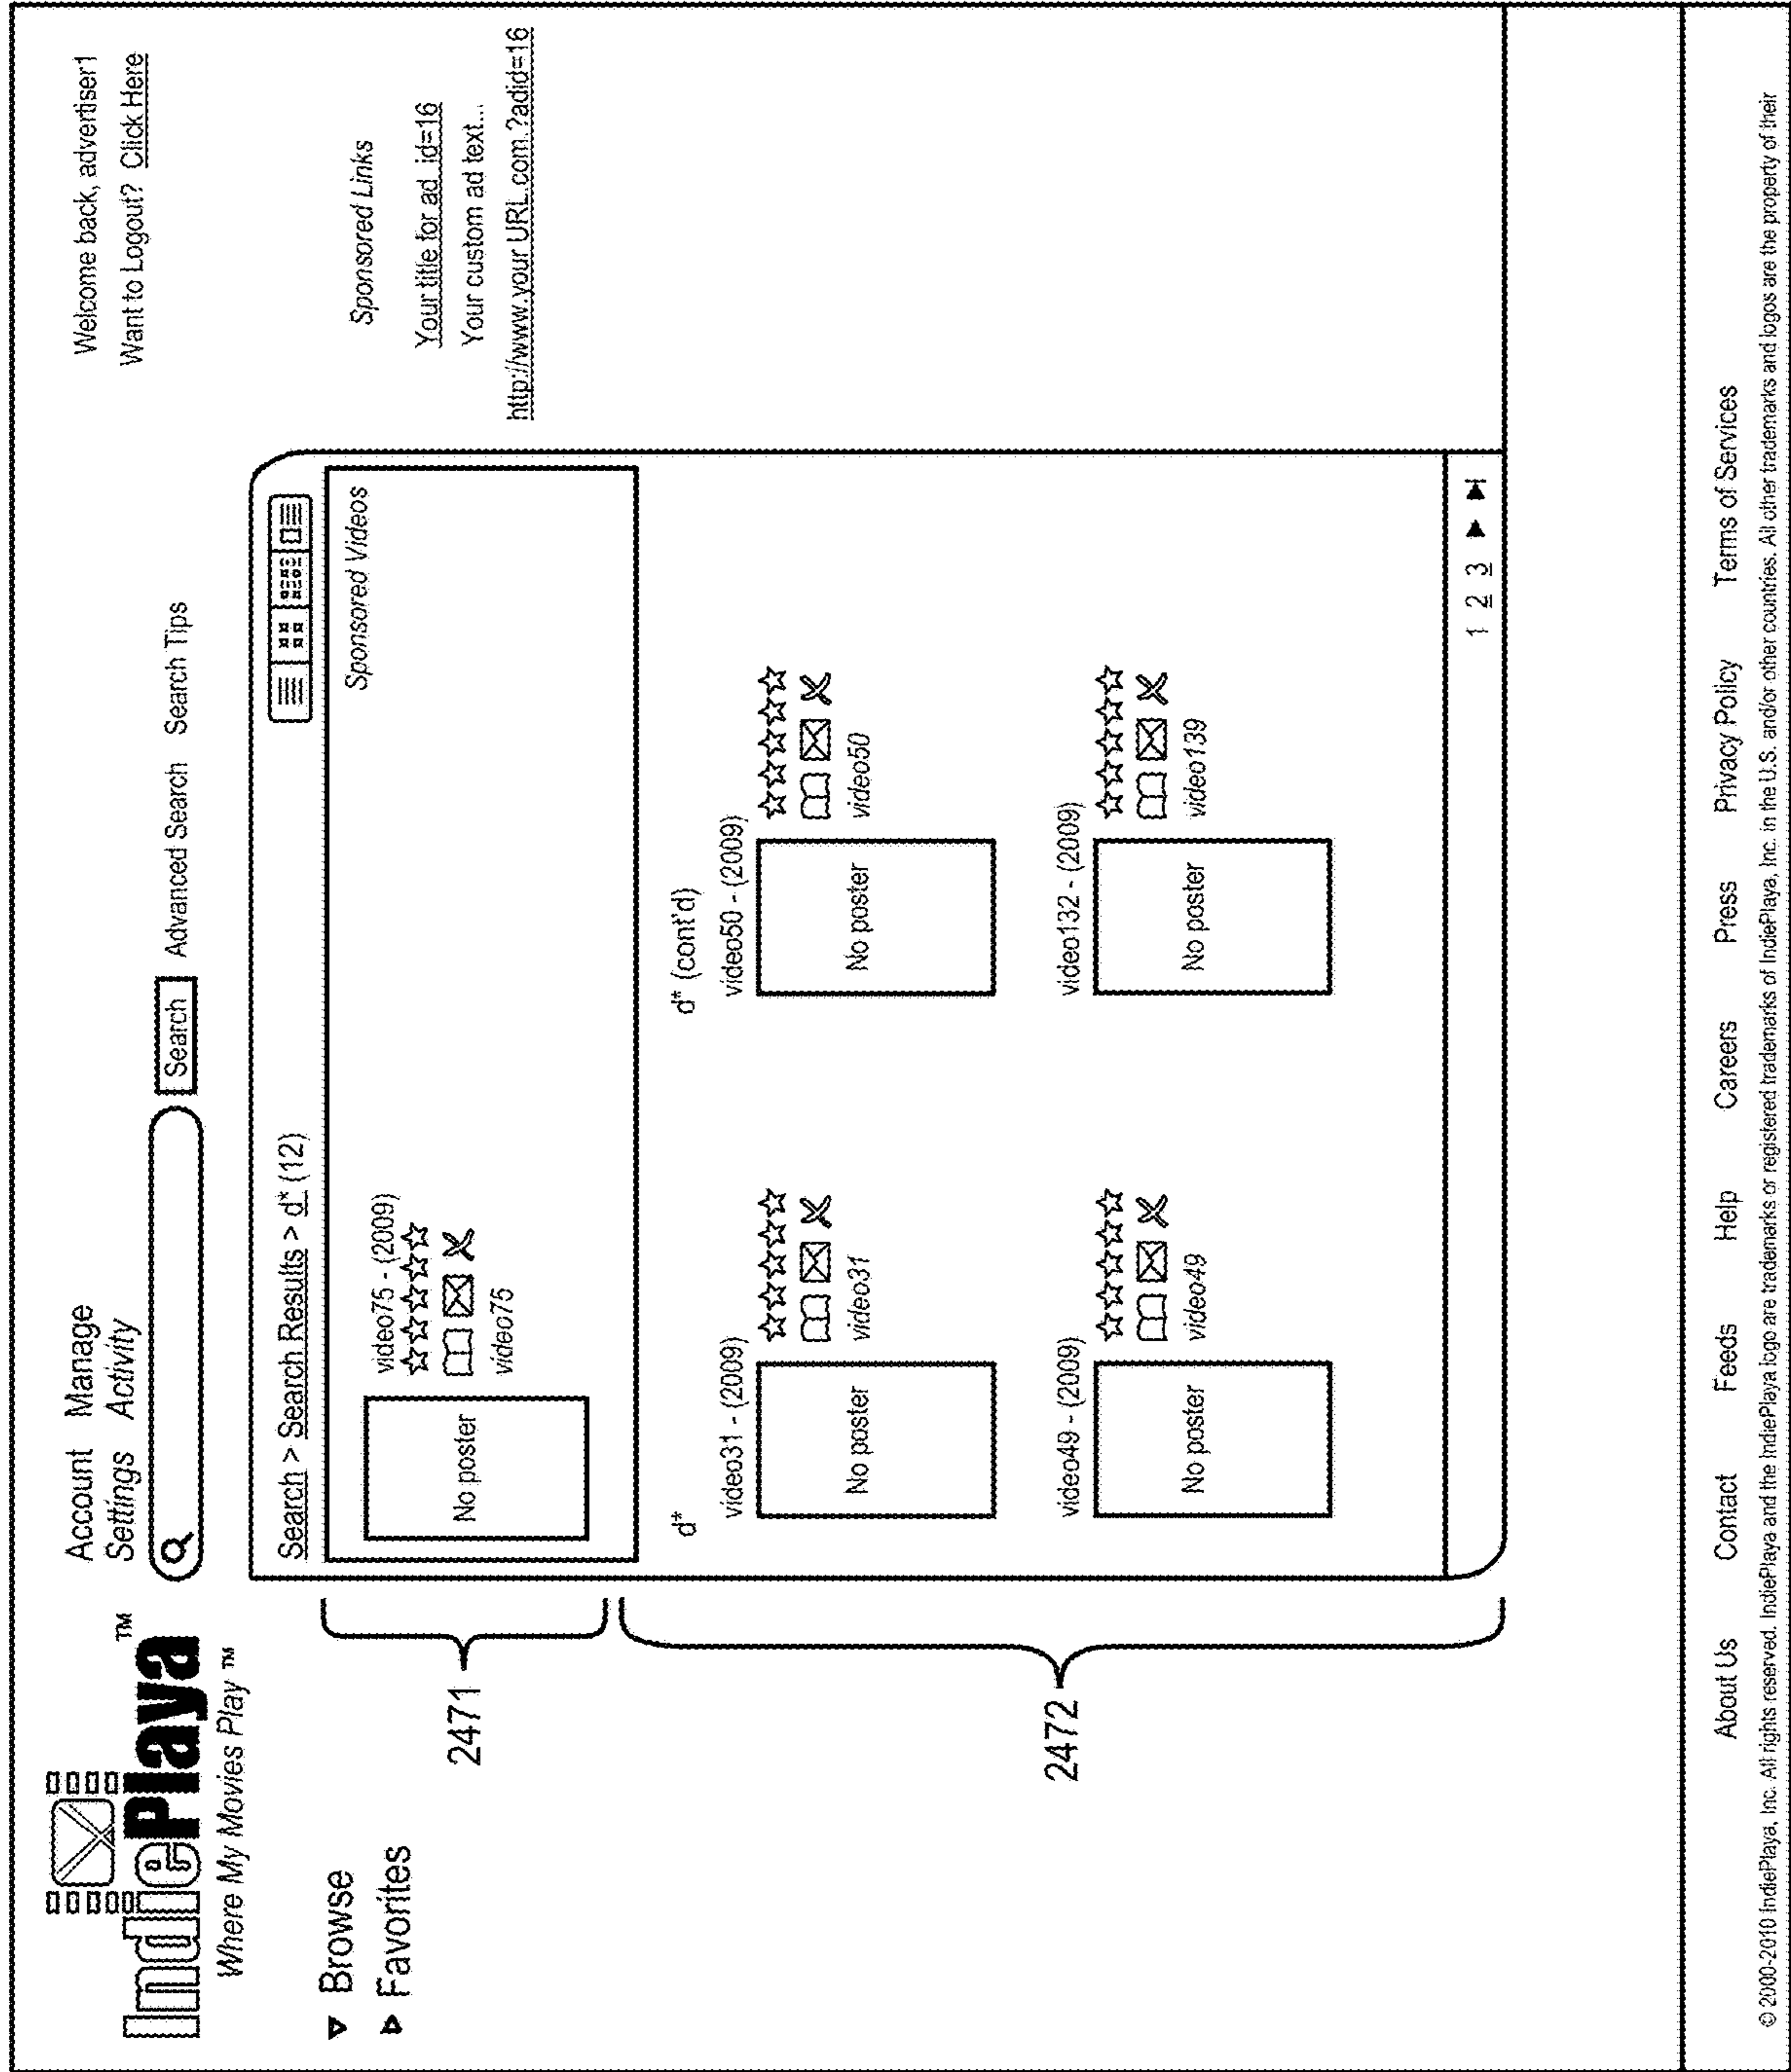 IndiePlaya™
Where My Movies Play ™
Account Manage
Settings Activity
Search Advanced Search Search Tips
Welcome back, advertiser1
Want to Logout? Click Here
Browse
Favorites
Search > Search Results > d* (12)
2471
Sponsored Videos
No poster
video75 - (2009)
video75
Sponsored Links
Your title for ad_id=16
Your custom ad text...
http://www.your URL.com.?adid=16
2472
d*
video31 - (2009)
No poster
video31
video49 - (2009)
No poster
video49
d* (cont'd)
video50 - (2009)
No poster
video50
video132 - (2009)
No poster
video139
1 2 3
About Us Contact Feeds Help Careers Press Privacy Policy Terms of Services
© 2000-2010 IndiePlaya, Inc. All rights reserved. IndiePlaya and the IndiePlaya logo are trademarks or registered trademarks of IndiePlaya, Inc. in the U.S. and/or other countries. All other trademarks and logos are the property of their